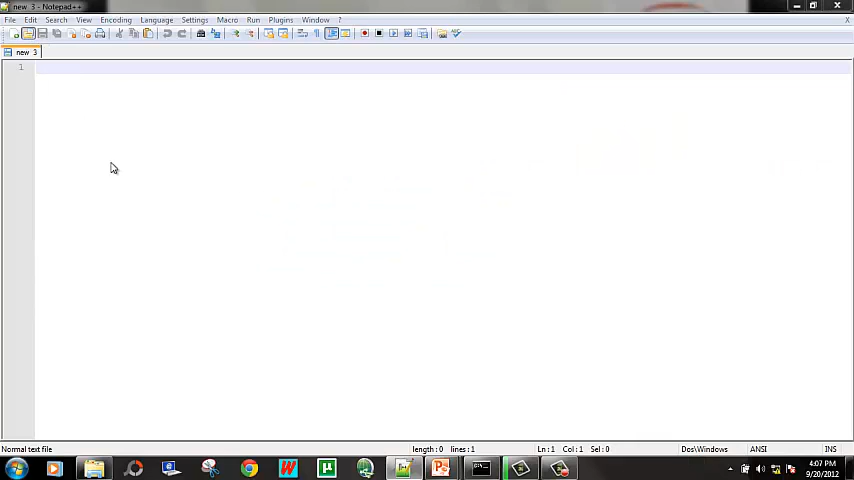 new 3 - Notepad++
File Edit Search View Encoding Language Settings Macro Run Plugins Window ? X
new 3
1
Normal text file length : 0 lines : 1 Ln : 1 Col : 1 Sel : 0 Dos\Windows ANSI INS
4:07 PM
9/20/2012